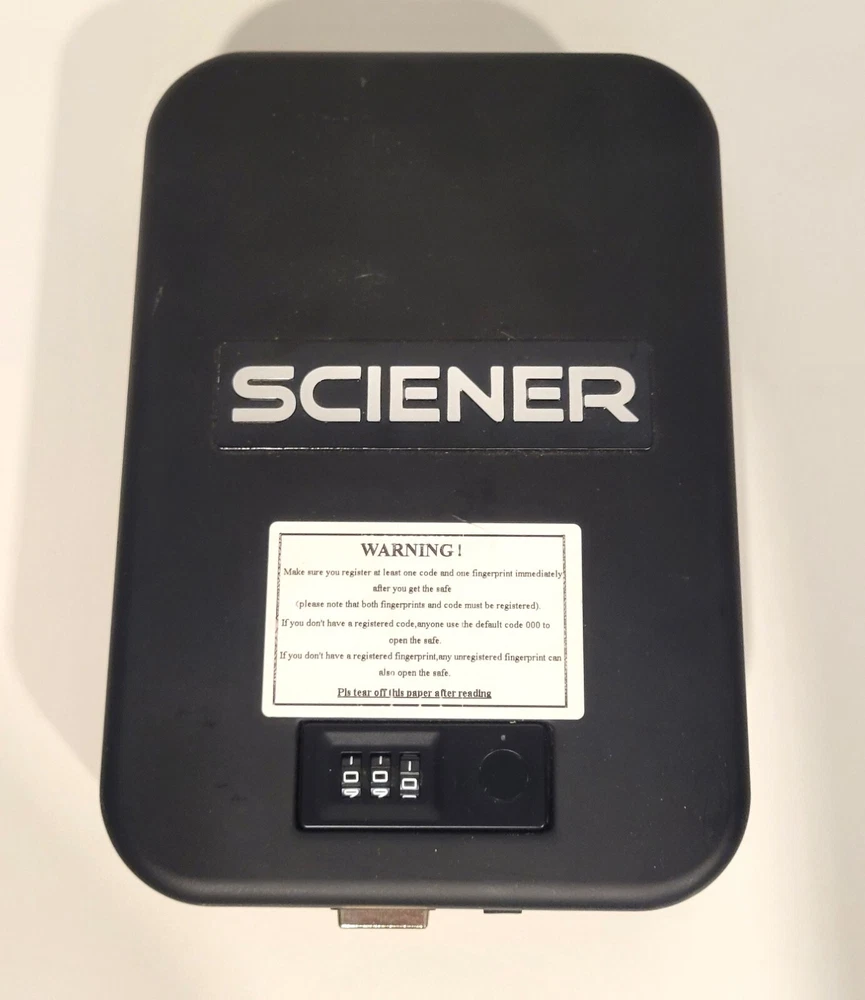 SCIENER
WARNING!
Make sure you register at least one code and one fingerprint immediately
after you get the safe
(please note that both fingerprints and code must be registered).
If you don't have a registered code,anyone use the default code 000 to
open the safe.
If you don't have a registered fingerprint,any unregistered fingerprint can
also open the safe.
Pls tear off this paper after reading
0 0 0